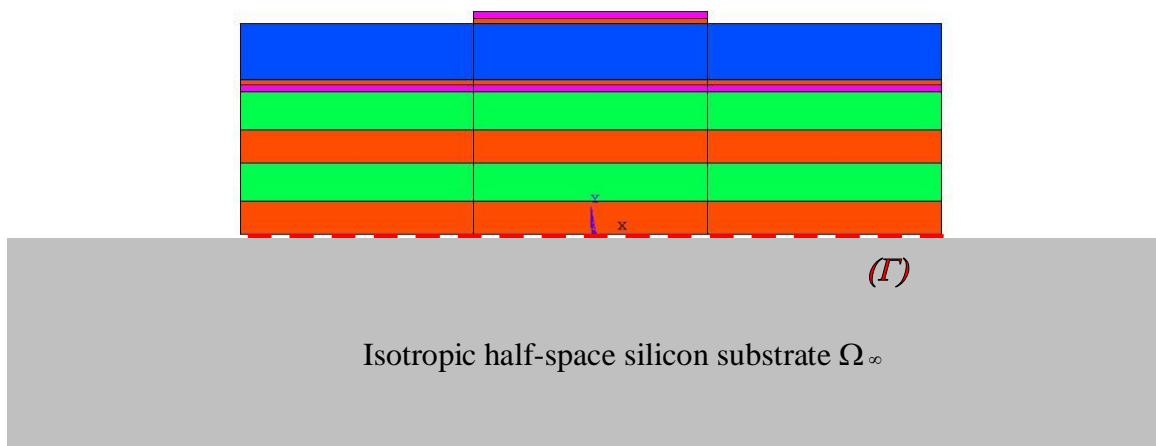 Y
X
(Γ)
Isotropic half-space silicon substrate Ω∞